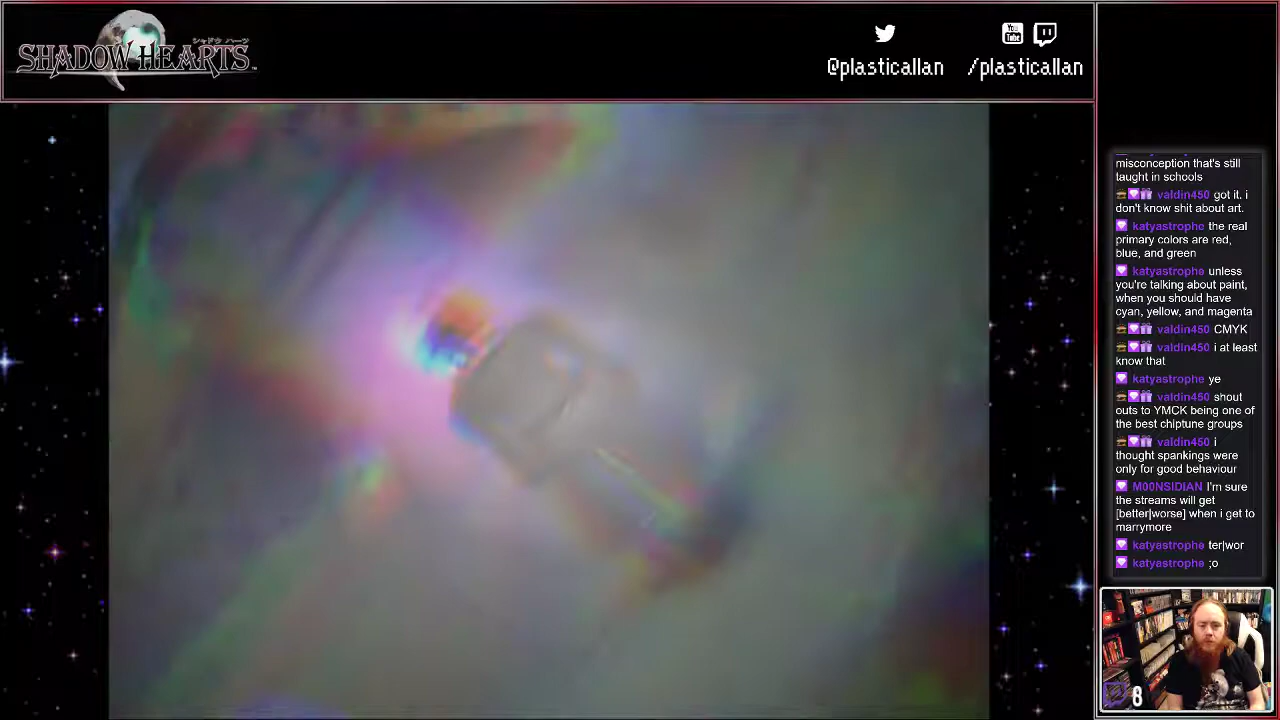 シャドウ ハーツ
SHADOW HEARTS
TM
@plasticallan
You
Tube
/plasticallan
misconception that's still
taught in schools
valdin450 got it. i
don't know shit about art.
katyastrophe the real
primary colors are red,
blue, and green
katyastrophe unless
you're talking about paint,
when you should have
cyan, yellow, and magenta
valdin450 CMYK
valdin450 i at least
know that
katyastrophe ye
valdin450 shout
outs to YMCK being one of
the best chiptune groups
valdin450 i
thought spankings were
only for good behaviour
M00NSIDIAN I'm sure
the streams will get
[better|worse] when i get to
marrymore
katyastrophe ter|wor
katyastrophe ;o
8